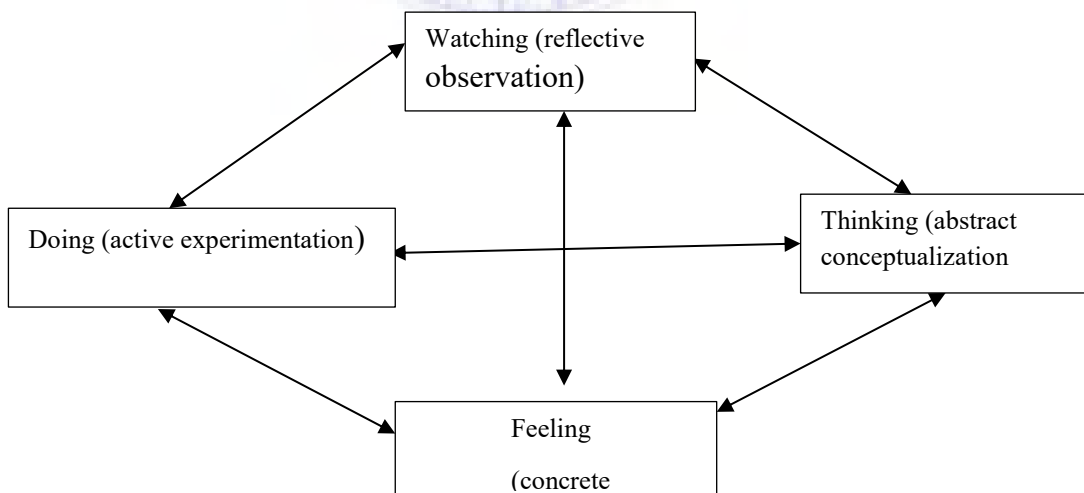 Watching (reflective
observation)
Doing (active experimentation)
Thinking (abstract
conceptualization
Feeling
(concrete